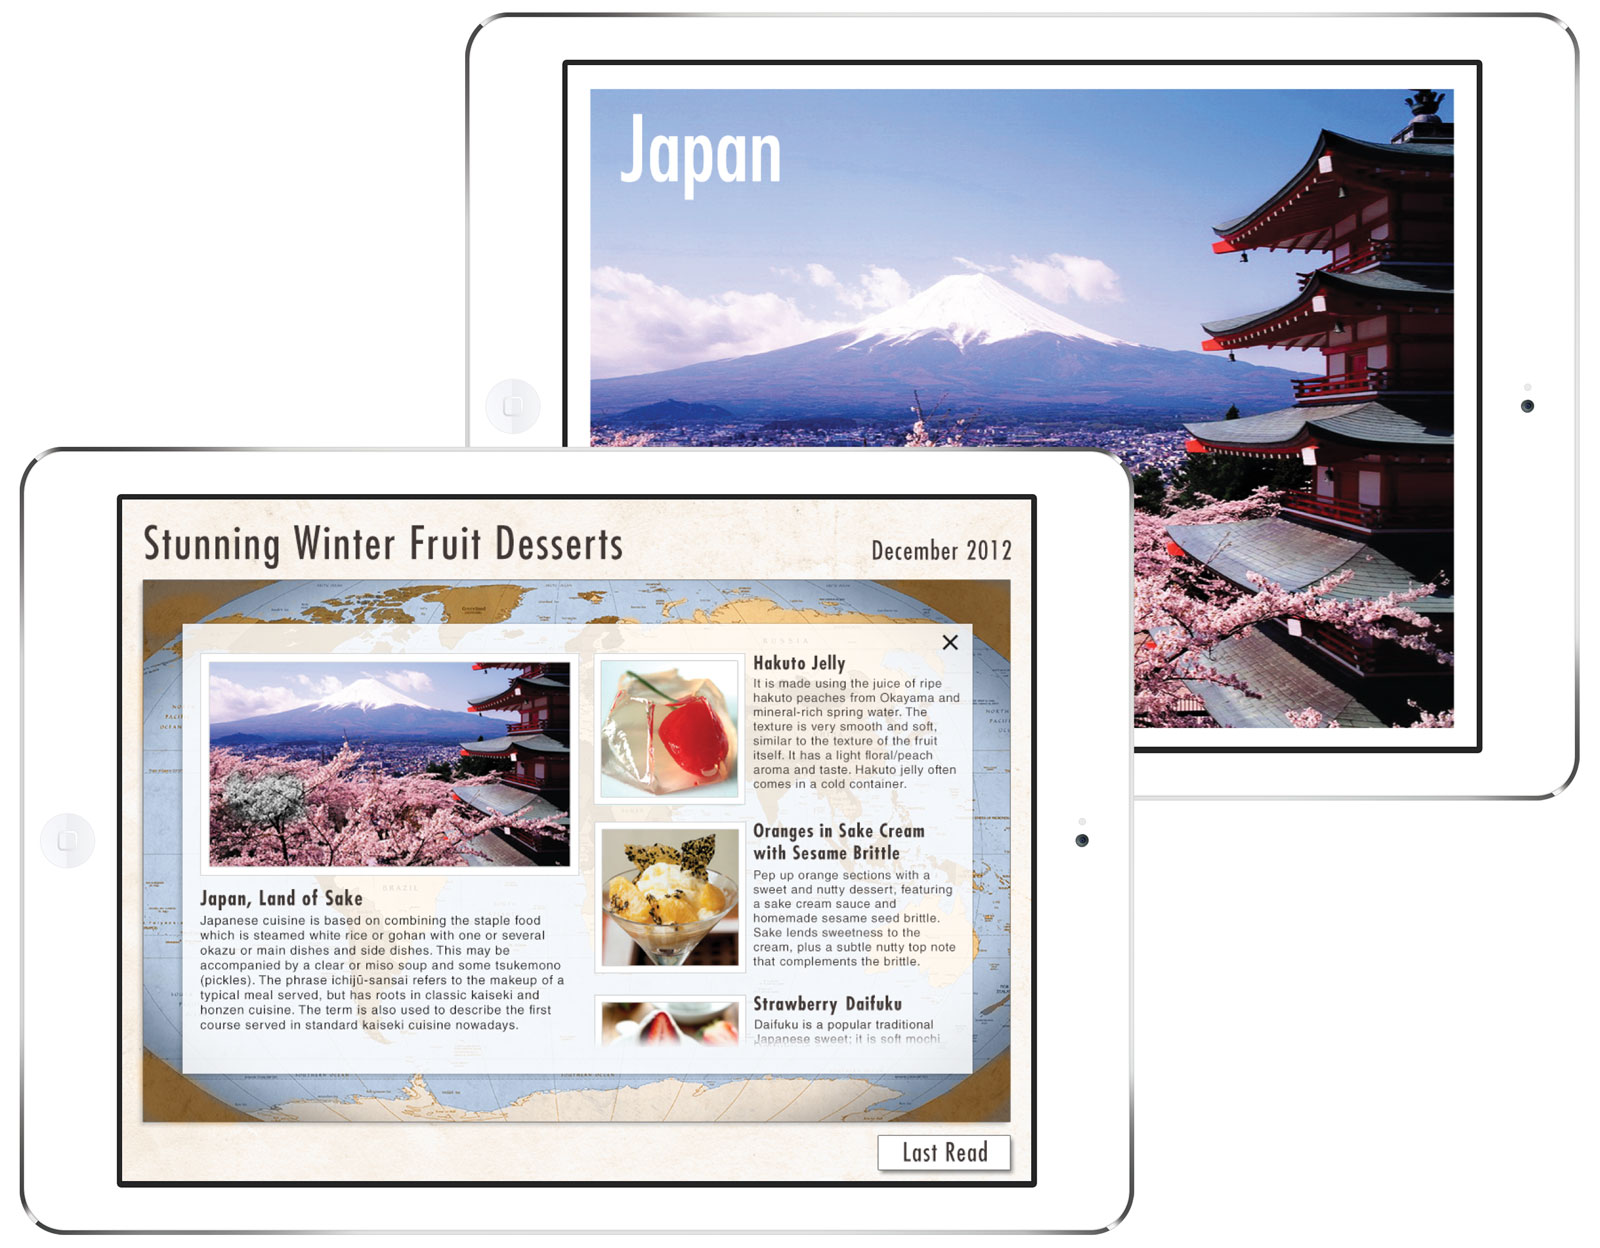 Japan
Stunning Winter Fruit Desserts
December 2012
Greenland
RUSSIA
BRAZIL
SOUTHERN OCEAN
SOUTHERN OCEAN
Japan, Land of Sake
Japanese cuisine is based on combining the staple food
which is steamed white rice or gohan with one or several
okazu or main dishes and side dishes. This may be
accompanied by a clear or miso soup and some tsukemono
(pickles). The phrase ichijū-sansai refers to the makeup of a
typical meal served, but has roots in classic kaiseki and
honzen cuisine. The term is also used to describe the first
course served in standard kaiseki cuisine nowadays.
Hakuto Jelly
It is made using the juice of ripe
hakuto peaches from Okayama and
mineral-rich spring water. The
texture is very smooth and soft,
similar to the texture of the fruit
itself. It has a light floral/peach
aroma and taste. Hakuto jelly often
comes in a cold container.
Oranges in Sake Cream
with Sesame Brittle
Pep up orange sections with a
sweet and nutty dessert, featuring
a sake cream sauce and
homemade sesame seed brittle.
Sake lends sweetness to the
cream, plus a subtle nutty top note
that complements the brittle.
Strawberry Daifuku
Daifuku is a popular traditional
Japanese sweet; it is soft mochi
Last Read